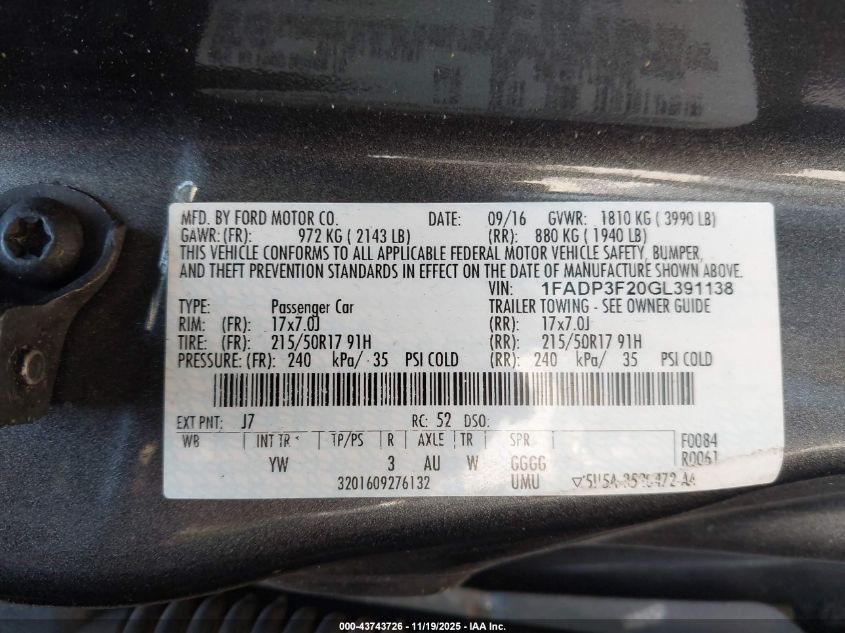 MFD. BY FORD MOTOR CO. DATE: 09/16 GVWR: 1810 KG ( 3990 LB)
GAWR: (FR): 972 KG ( 2143 LB) (RR): 880 KG ( 1940 LB)
THIS VEHICLE CONFORMS TO ALL APPLICABLE FEDERAL MOTOR VEHICLE SAFETY, BUMPER,
AND THEFT PREVENTION STANDARDS IN EFFECT ON THE DATE OF MANUFACTURE SHOWN ABOVE.
VIN: 1FADP3F20GL391138
TYPE: Passenger Car TRAILER TOWING - SEE OWNER GUIDE
RIM: (FR): 17x7.0J (RR): 17x7.0J
TIRE: (FR): 215/50R17 91H (RR): 215/50R17 91H
PRESSURE: (FR): 240 kPa/ 35 PSI COLD (RR): 240 kPa/ 35 PSI COLD
EXT PNT: J7 RC: 52 DSO:
WB INT TR TP/PS R AXLE TR SPR F0084
YW 3 AU W GGGG R0061
3201609276132 UMU
000-43743726 - 11/19/2025 - IAA Inc.